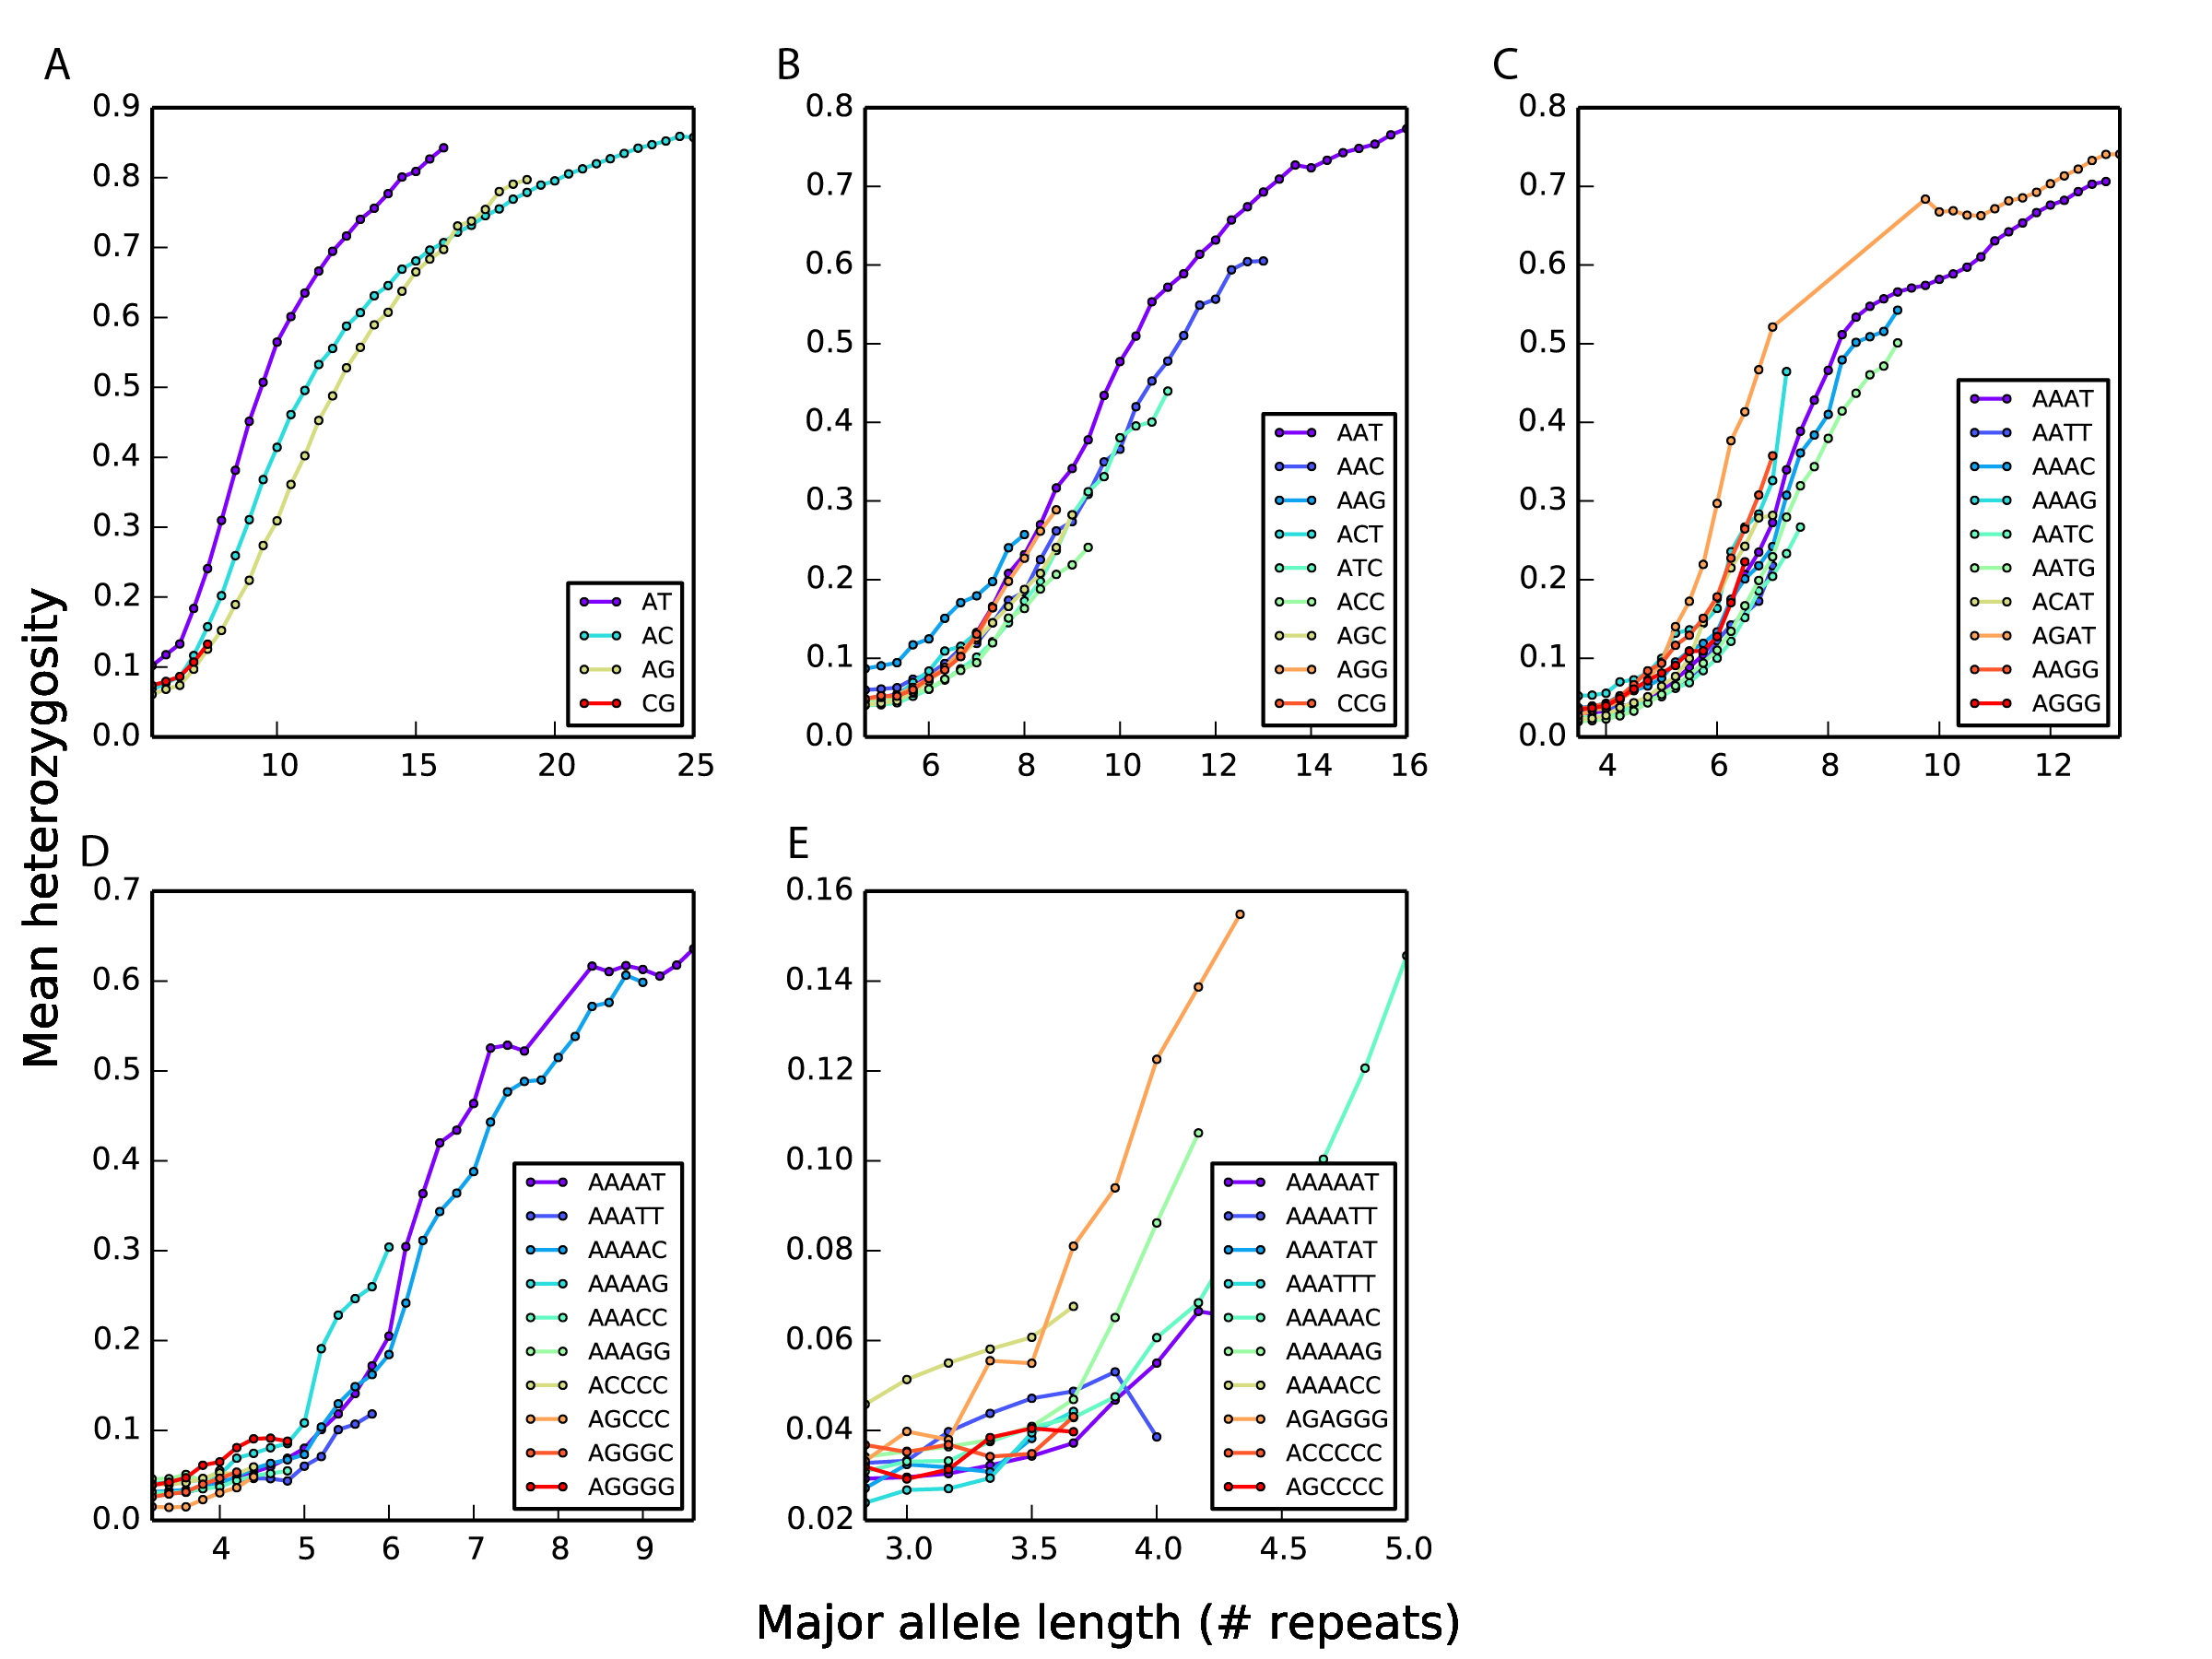 A
0.9
0.8
0.7
0.6
0.5
0.4
0.3
0.2
0.1
0.0
10
15
20
25
AT
AC
AG
CG
B
0.8
0.7
0.6
0.5
0.4
0.3
0.2
0.1
0.0
6
8
10
12
14
16
AAT
AAC
AAG
ACT
ATC
ACC
AGC
AGG
CCG
C
0.8
0.7
0.6
0.5
0.4
0.3
0.2
0.1
0.0
4
6
8
10
12
AAAT
AATT
AAAC
AAAG
AATC
AATG
ACAT
AGAT
AAGG
AGGG
Mean heterozygosity
D
0.7
0.6
0.5
0.4
0.3
0.2
0.1
0.0
4
5
6
7
8
9
AAAAT
AAATT
AAAAC
AAAAG
AAACC
AAAGG
ACCCC
AGCCC
AGGGC
AGGGG
E
0.16
0.14
0.12
0.10
0.08
0.06
0.04
0.02
3.0
3.5
4.0
4.5
5.0
AAAAAT
AAAATT
AAATAT
AAATTT
AAAAAC
AAAAAG
AAAACC
AGAGGG
ACCCCC
AGCCCC
Major allele length (# repeats)